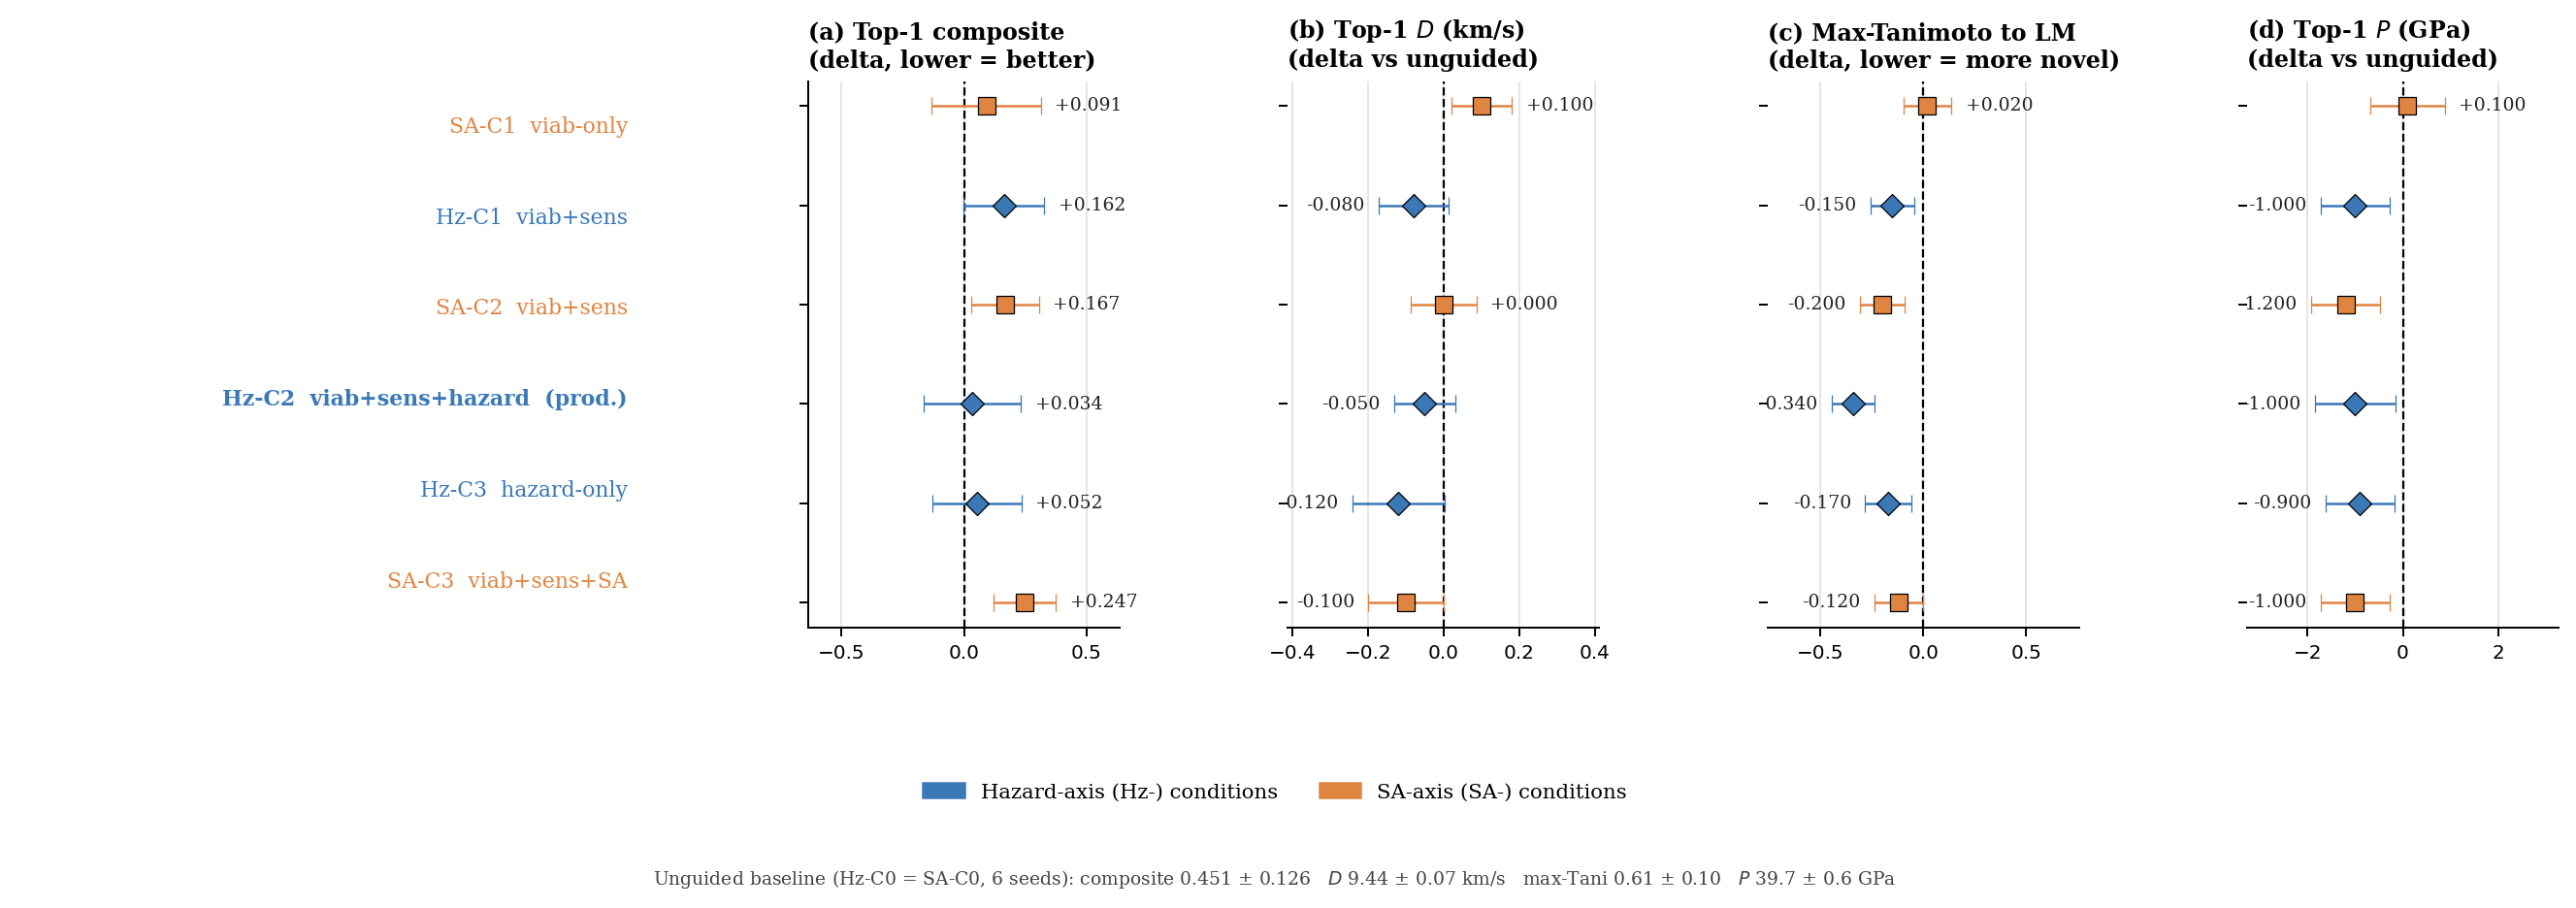 (a) Top-1 composite
(delta, lower = better)
(b) Top-1 D (km/s)
(delta vs unguided)
(c) Max-Tanimoto to LM
(delta, lower = more novel)
(d) Top-1 P (GPa)
(delta vs unguided)
SA-C1 viab-only
+0.091
+0.100
+0.020
+0.100
Hz-C1 viab+sens
+0.162
-0.080
-0.150
-1.000
SA-C2 viab+sens
+0.167
+0.000
-0.200
-1.200
Hz-C2 viab+sens+hazard (prod.)
+0.034
-0.050
-0.340
-1.000
Hz-C3 hazard-only
+0.052
-0.120
-0.170
-0.900
SA-C3 viab+sens+SA
+0.247
-0.100
-0.120
-1.000
−0.5 0.0 0.5
−0.4 −0.2 0.0 0.2 0.4
−0.5 0.0 0.5
−2 0 2
Hazard-axis (Hz-) conditions
SA-axis (SA-) conditions
Unguided baseline (Hz-C0 = SA-C0, 6 seeds): composite 0.451 ± 0.126 D 9.44 ± 0.07 km/s max-Tani 0.61 ± 0.10 P 39.7 ± 0.6 GPa